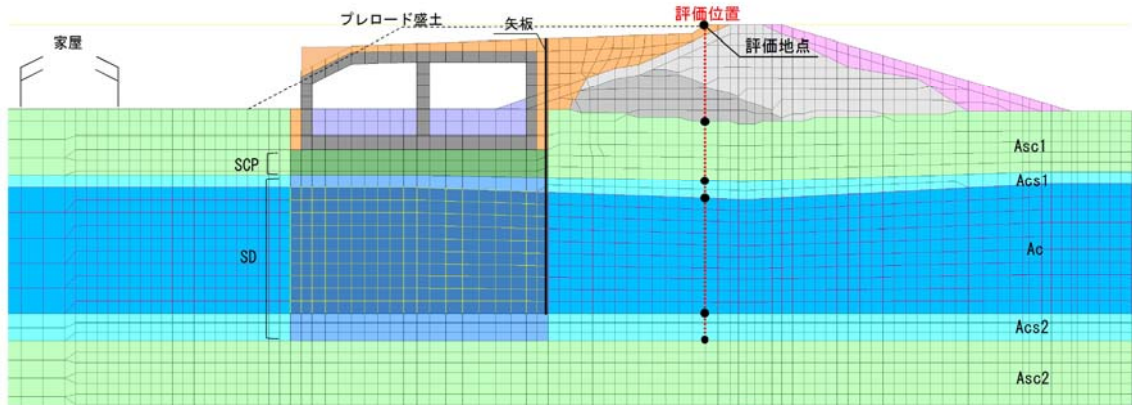 評価位置
プレロード盛土
矢板
家屋
評価地点
Asc1
SCP
Acs1
SD
Ac
Acs2
Asc2